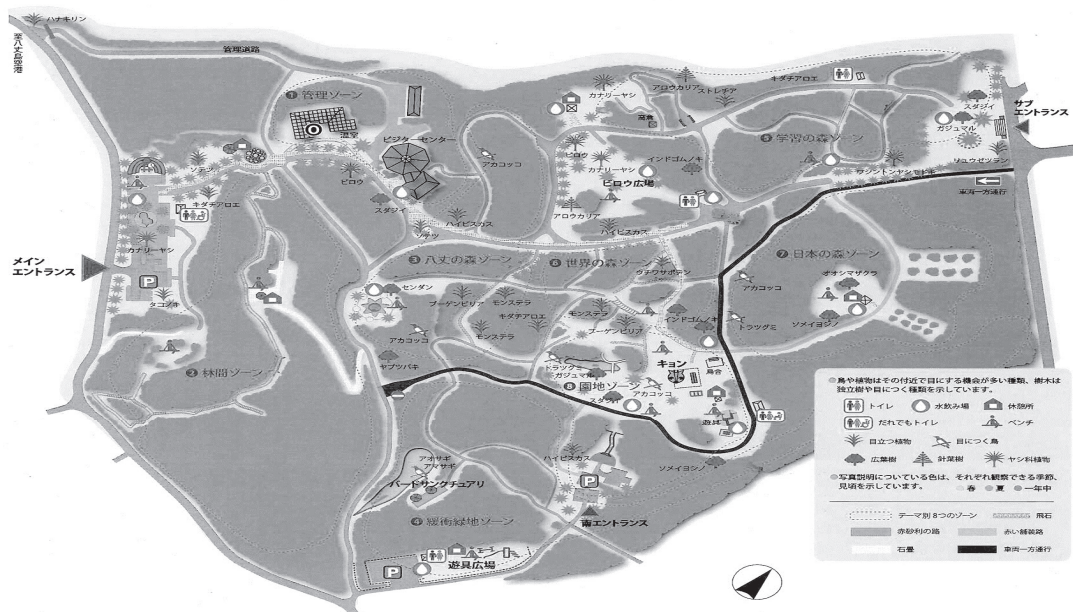 ハナキリン
至八丈島空港
管理道路
❶管理ゾーン
温室
ビジターセンター
ソテツ
キダチアロエ
カナリーヤシ
メイン
エントランス
P
タコノキ
❷林間ゾーン
ビロウ
スダジイ
ソテツ
ハイビスカス
アカコッコ
カナリーヤシ
アロウカリア
ストレチア
キダチアロエ
ビロウ
カナリーヤシ
ビロウ広場
インドゴムノキ
アロウカリア
ハイビスカス
❺学習の森ゾーン
スダジイ
ガジュマル
サブ
エントランス
リュウゼツラン
ワシントンヤシモドキ
車両一方通行
❸八丈の森ゾーン
❻世界の森ゾーン
❼日本の森ゾーン
センダン
ブーゲンビリア
モンステラ
キダチアロエ
モンステラ
モンステラ
ブーゲンビリア
ウチワサボテン
インドゴムノキ
アカコッコ
トラツグミ
オオシマザクラ
ソメイヨシノ
アカコッコ
ヤブツバキ
トラツグミ
ガジュマル
❽園地ゾーン
スダジイ
アカコッコ
キョン
鳥舎
遊具
ソメイヨシノ
ハイビスカス
アオサギ
アマサギ
バードサンクチュアリ
P
南エントランス
❹緩衝緑地ゾーン
P
遊具広場
●鳥や植物はその付近で目にする機会が多い種類、樹木は
独立樹や目につく種類を示しています。
トイレ 水飲み場 休憩所
だれでもトイレ ベンチ
目立つ植物 目につく鳥
広葉樹 針葉樹 ヤシ科植物
●写真説明についている色は、それぞれ観察できる季節、
見頃を示しています。 ●春 ●夏 ●一年中
テーマ別8つのゾーン 飛石
赤砂利の路 赤い舗装路
石畳 車両一方通行